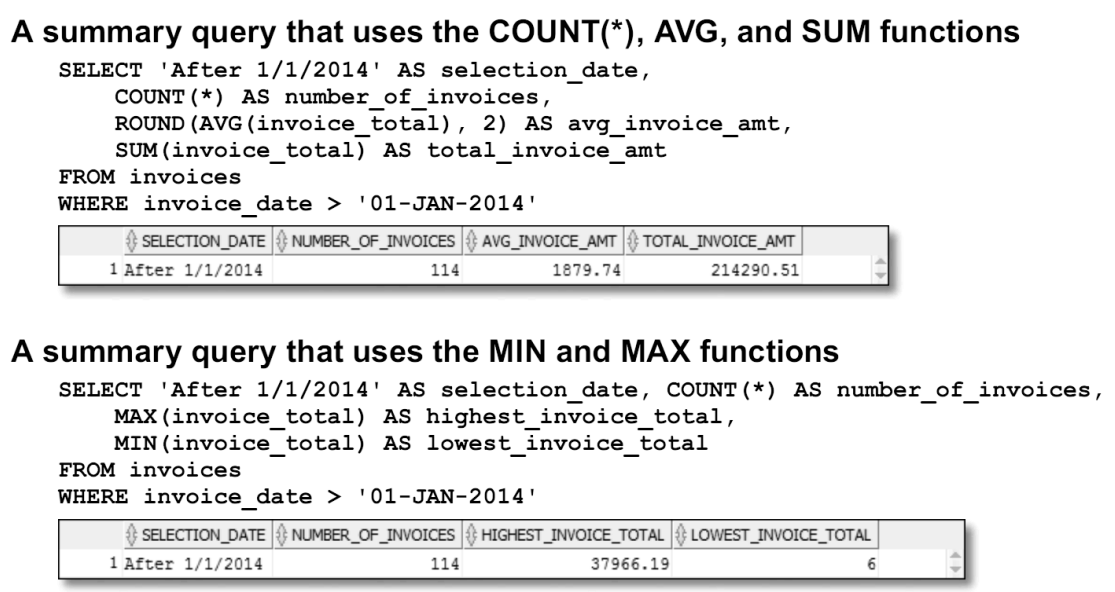 A summary query that uses the COUNT(*), AVG, and SUM functions
SELECT 'After 1/1/2014' AS selection_date,
COUNT(*) AS number_of_invoices,
ROUND(AVG(invoice_total), 2) AS avg_invoice_amt,
SUM(invoice_total) AS total_invoice_amt
FROM invoices
WHERE invoice_date > '01-JAN-2014'
SELECTION_DATE NUMBER_OF_INVOICES AVG_INVOICE_AMT TOTAL_INVOICE_AMT
1 After 1/1/2014 114 1879.74 214290.51
A summary query that uses the MIN and MAX functions
SELECT 'After 1/1/2014' AS selection_date, COUNT(*) AS number_of_invoices,
MAX(invoice_total) AS highest_invoice_total,
MIN(invoice_total) AS lowest_invoice_total
FROM invoices
WHERE invoice_date > '01-JAN-2014'
SELECTION_DATE NUMBER_OF_INVOICES HIGHEST_INVOICE_TOTAL LOWEST_INVOICE_TOTAL
1 After 1/1/2014 114 37966.19 6